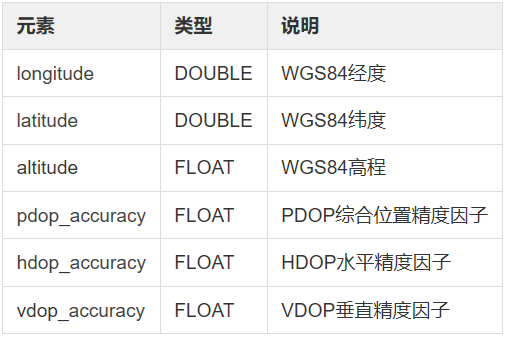 元素 类型 说明
longitude DOUBLE WGS84经度
latitude DOUBLE WGS84纬度
altitude FLOAT WGS84高程
pdop_accuracy FLOAT PDOP综合位置精度因子
hdop_accuracy FLOAT HDOP水平精度因子
vdop_accuracy FLOAT VDOP垂直精度因子